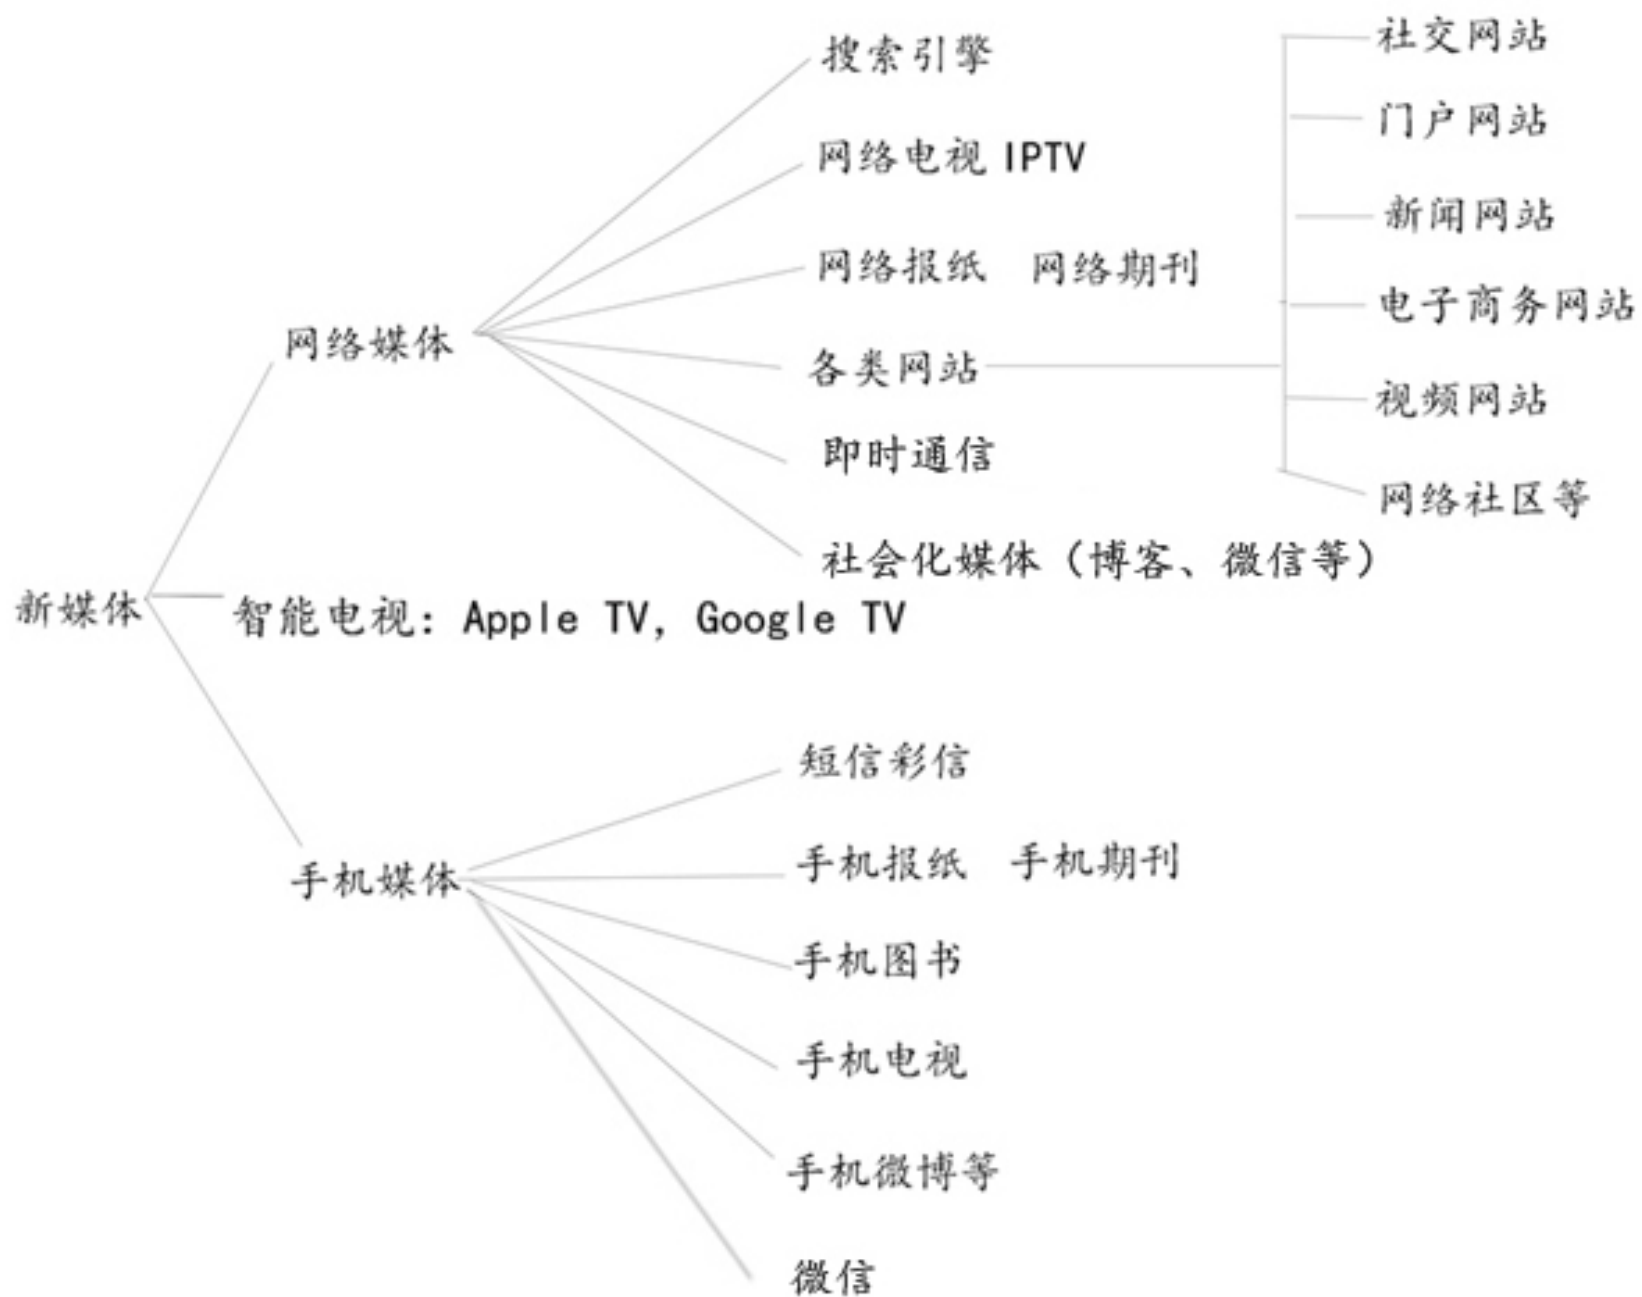 新媒体
网络媒体
搜索引擎
网络电视 IPTV
网络报纸 网络期刊
各类网站
社交网站
门户网站
新闻网站
电子商务网站
视频网站
网络社区等
即时通信
社会化媒体（博客、微信等）
智能电视：Apple TV, Google TV
手机媒体
短信彩信
手机报纸 手机期刊
手机图书
手机电视
手机微博等
微信